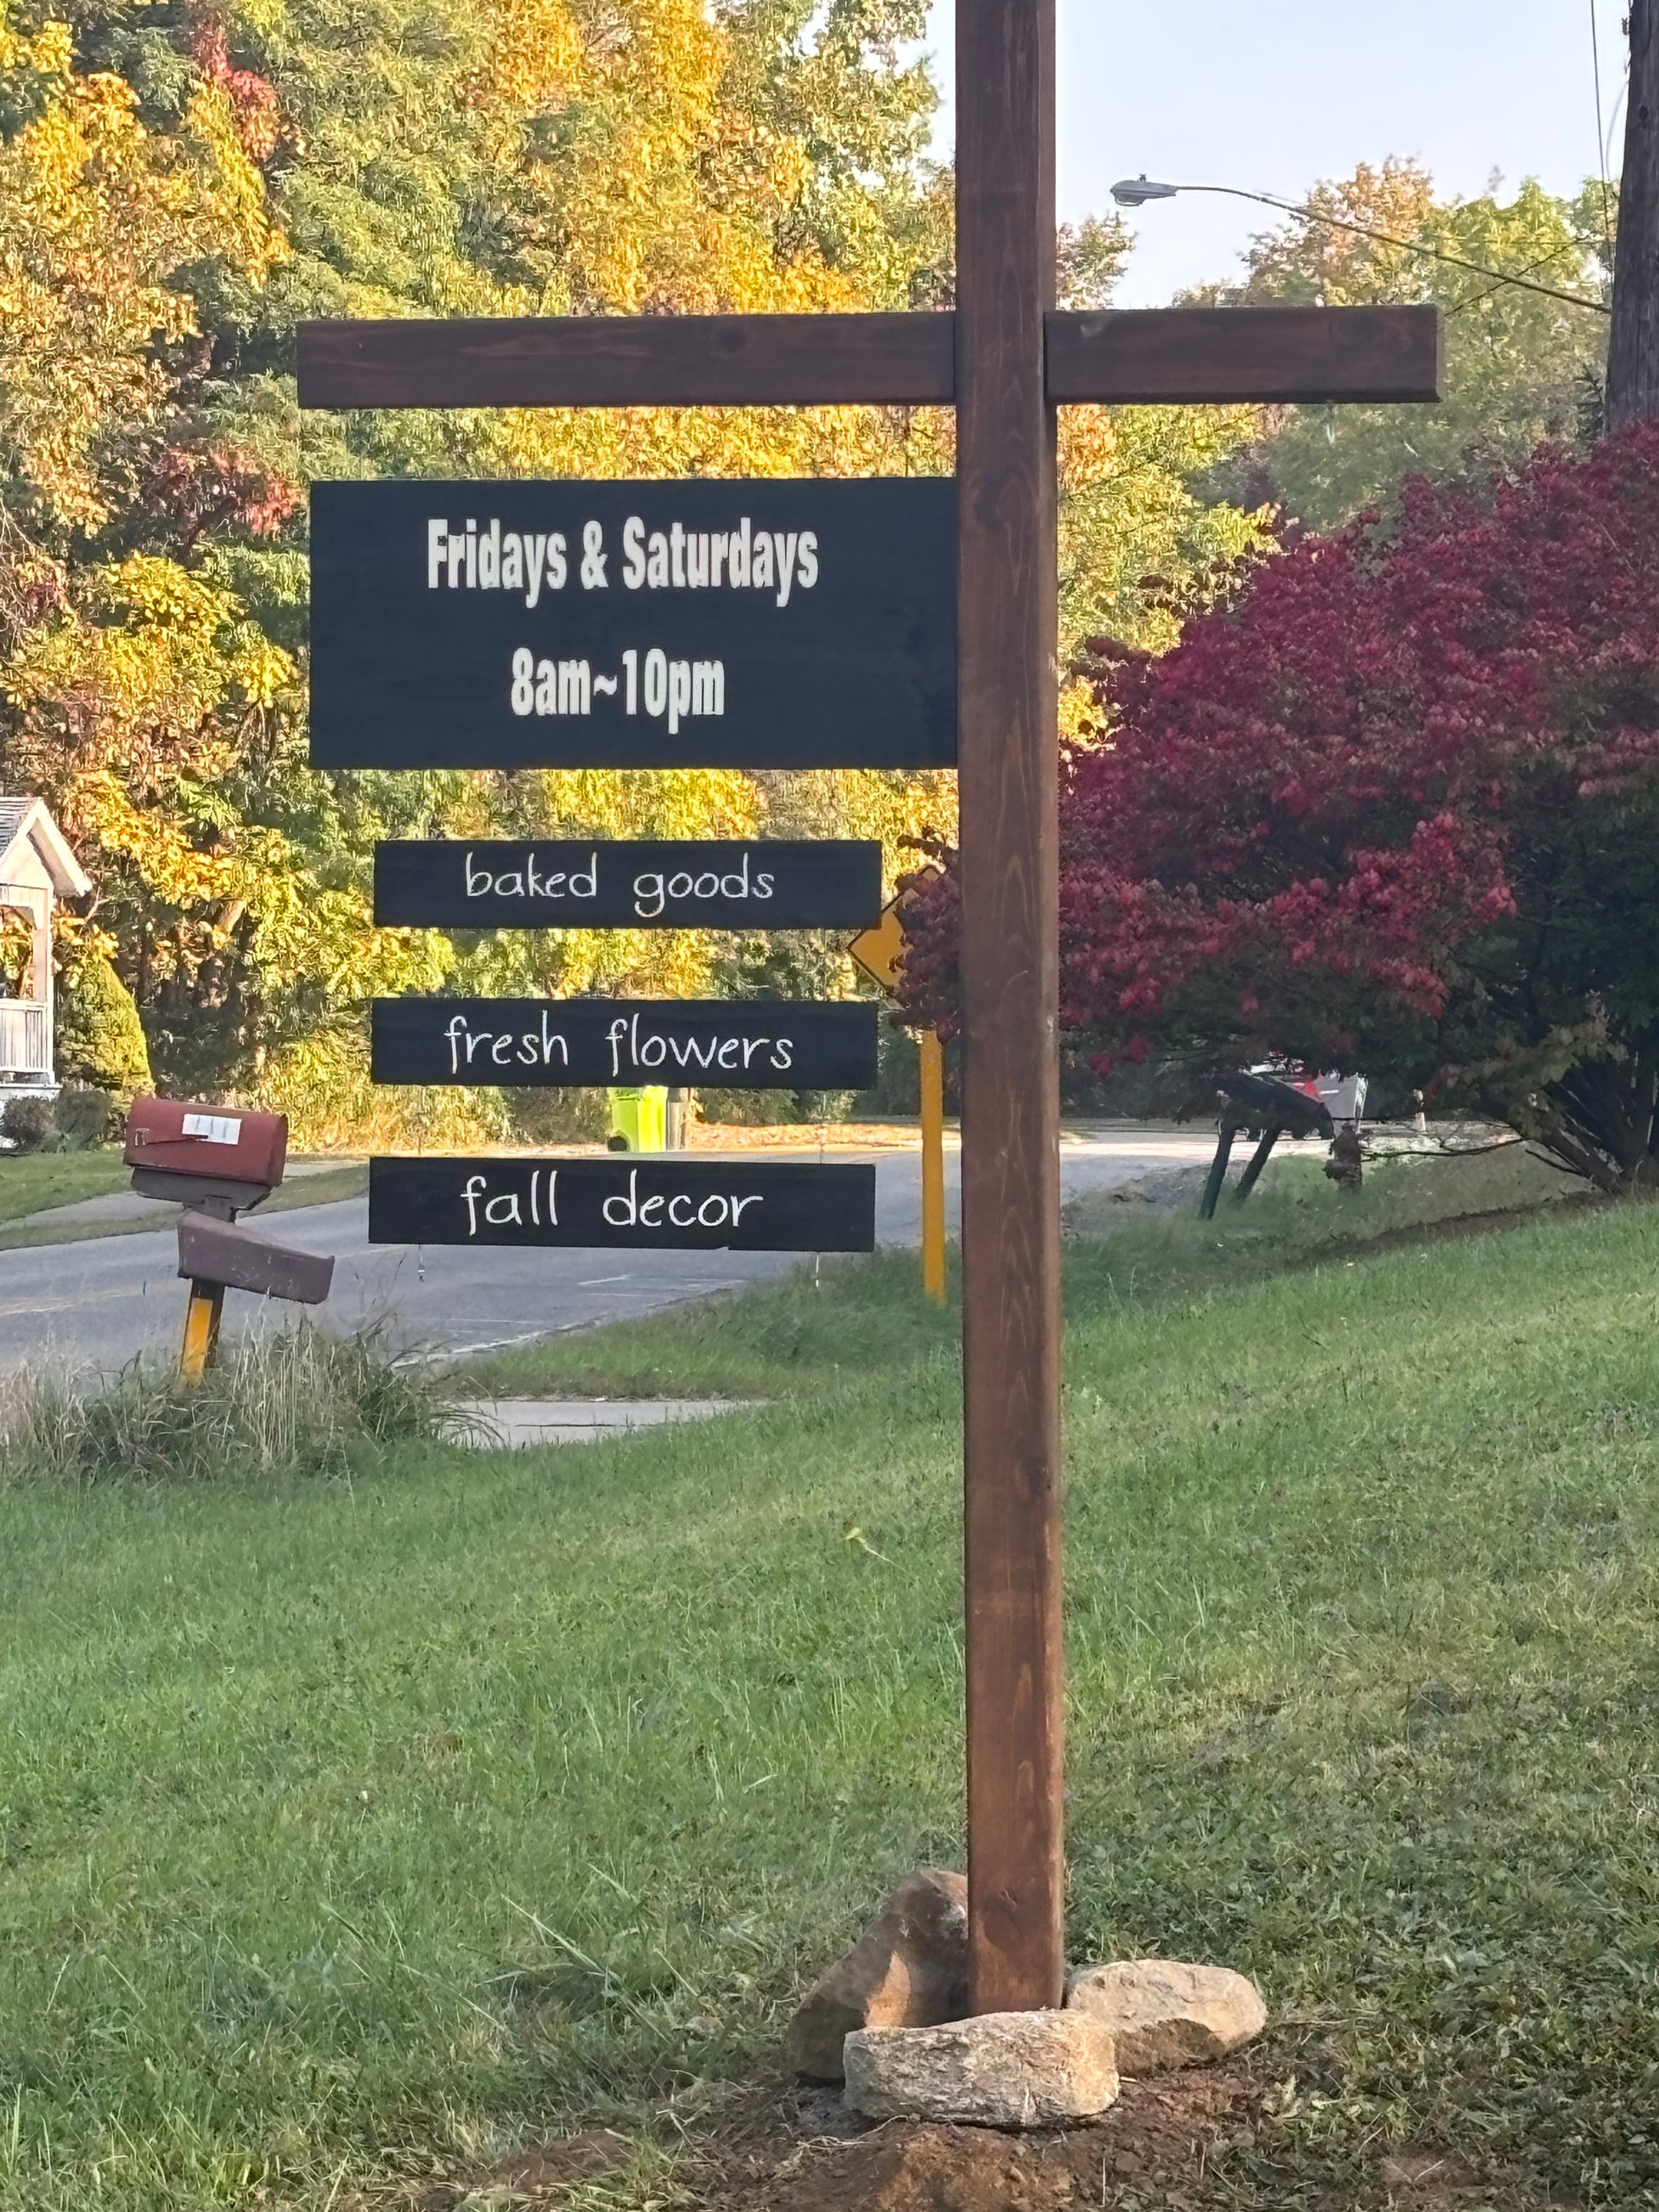 Fridays & Saturdays
8am~10pm
baked goods
fresh flowers
fall decor